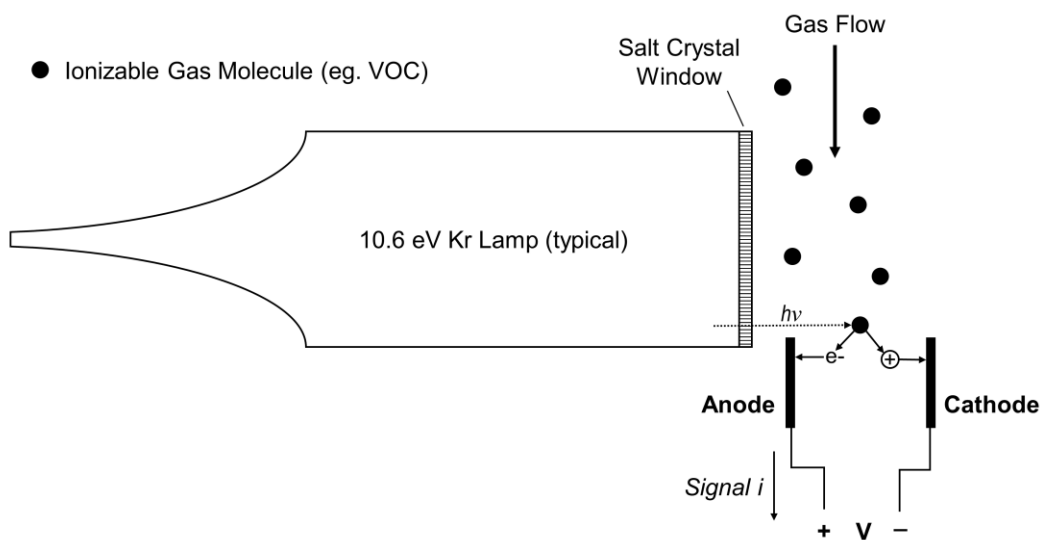 Gas Flow
Salt Crystal
Window
Ionizable Gas Molecule (eg. VOC)
10.6 eV Kr Lamp (typical)
hν
e-
+
Anode
Cathode
Signal i
+ V −